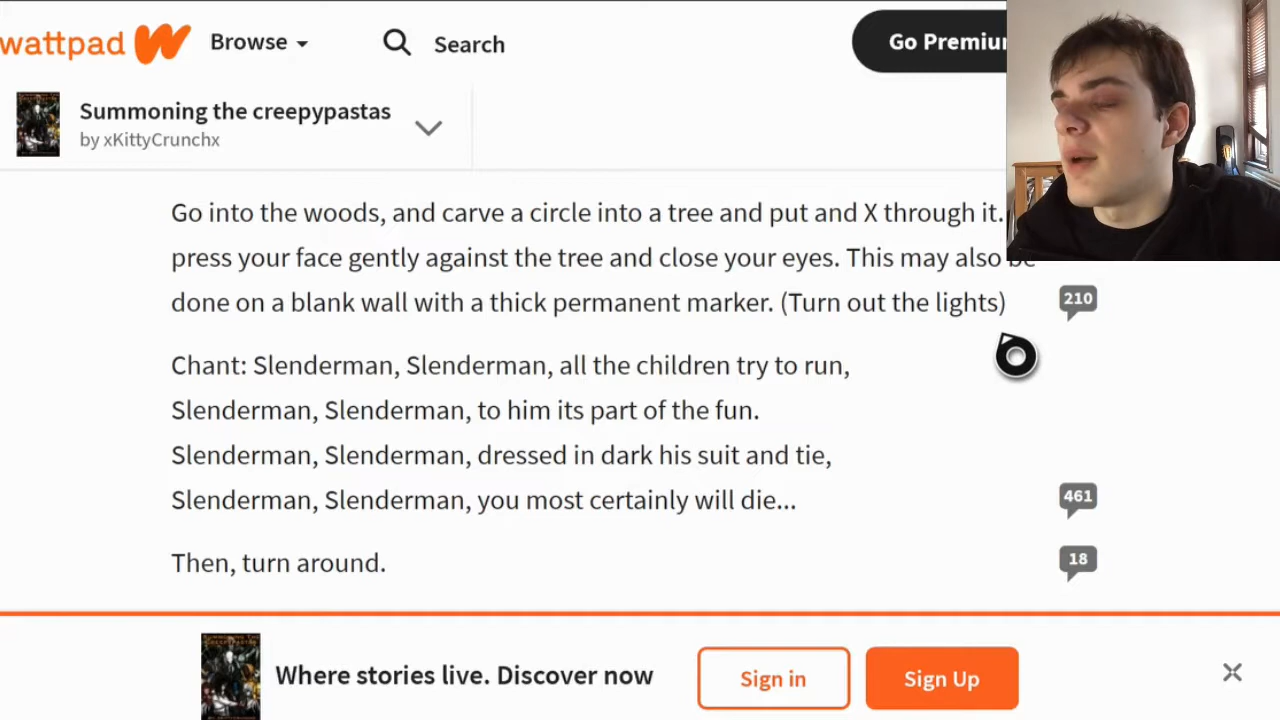 wattpad
Browse
Search
Go Premiu
Summoning the creepypastas
by xKittyCrunchx
Go into the woods, and carve a circle into a tree and put and X through it.
press your face gently against the tree and close your eyes. This may also be
done on a blank wall with a thick permanent marker. (Turn out the lights)
210
Chant: Slenderman, Slenderman, all the children try to run,
Slenderman, Slenderman, to him its part of the fun.
Slenderman, Slenderman, dressed in dark his suit and tie,
Slenderman, Slenderman, you most certainly will die...
461
Then, turn around.
18
Where stories live. Discover now
Sign in
Sign Up